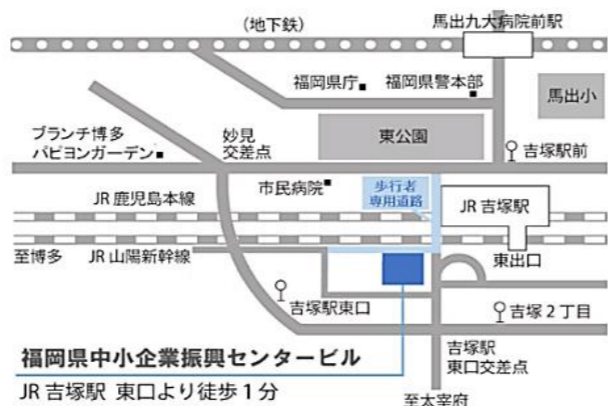 (地下鉄)
馬出九大病院前駅
福岡県庁
福岡県警本部
馬出小
ブランチ博多
パピヨンガーデン
妙見
交差点
東公園
吉塚駅前
市民病院
歩行者
専用道路
JR 鹿児島本線
JR 吉塚駅
至博多
JR 山陽新幹線
東出口
吉塚駅東口
吉塚2丁目
福岡県中小企業振興センタービル
JR 吉塚駅 東口より徒歩1分
吉塚駅
東口交差点
至太宰府